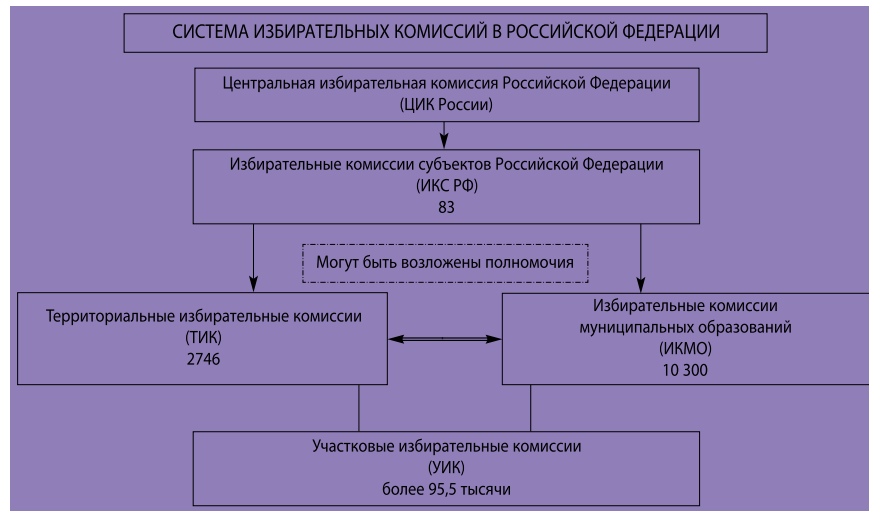 СИСТЕМА ИЗБИРАТЕЛЬНЫХ КОМИССИЙ В РОССИЙСКОЙ ФЕДЕРАЦИИ
Центральная избирательная комиссия Российской Федерации
(ЦИК России)
Избирательные комиссии субъектов Российской Федерации
(ИКС РФ)
83
Могут быть возложены полномочия
Территориальные избирательные комиссии
(ТИК)
2746
Избирательные комиссии
муниципальных образований
(ИКМО)
10 300
Участковые избирательные комиссии
(УИК)
более 95,5 тысячи